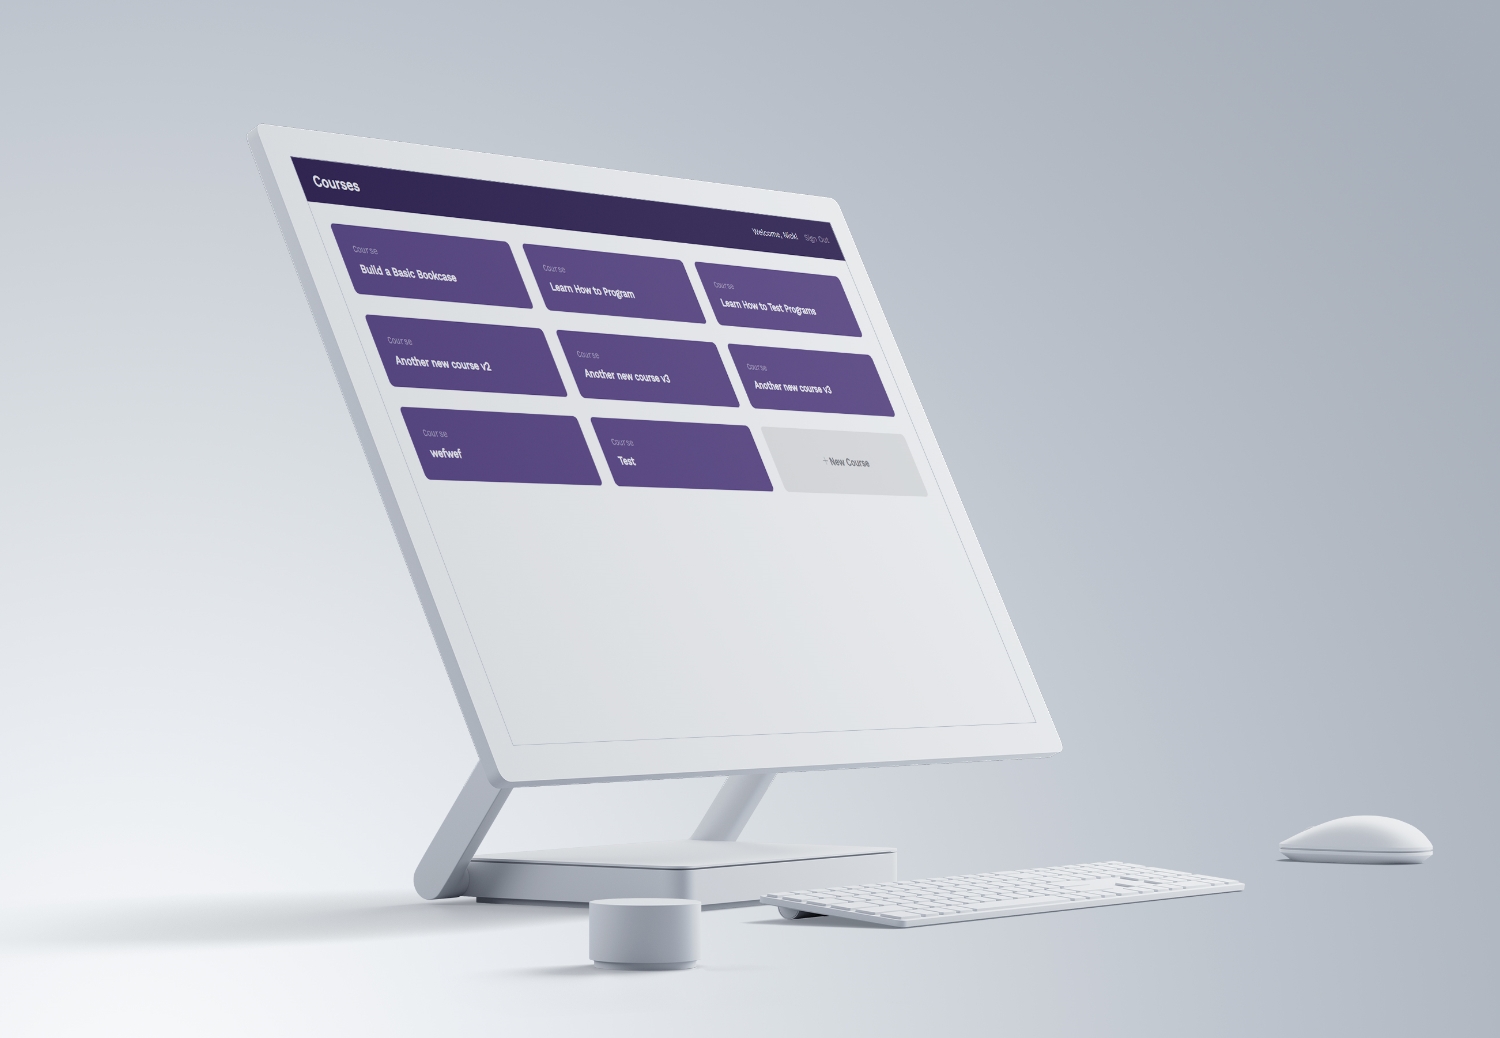 Courses
Welcome, Nick! Sign Out
Course
Build a Basic Bookcase
Course
Learn How to Program
Course
Learn How to Test Programs
Course
Another new course v2
Course
Another new course v3
Course
Another new course v3
Course
wefwef
Course
Test
+ New Course